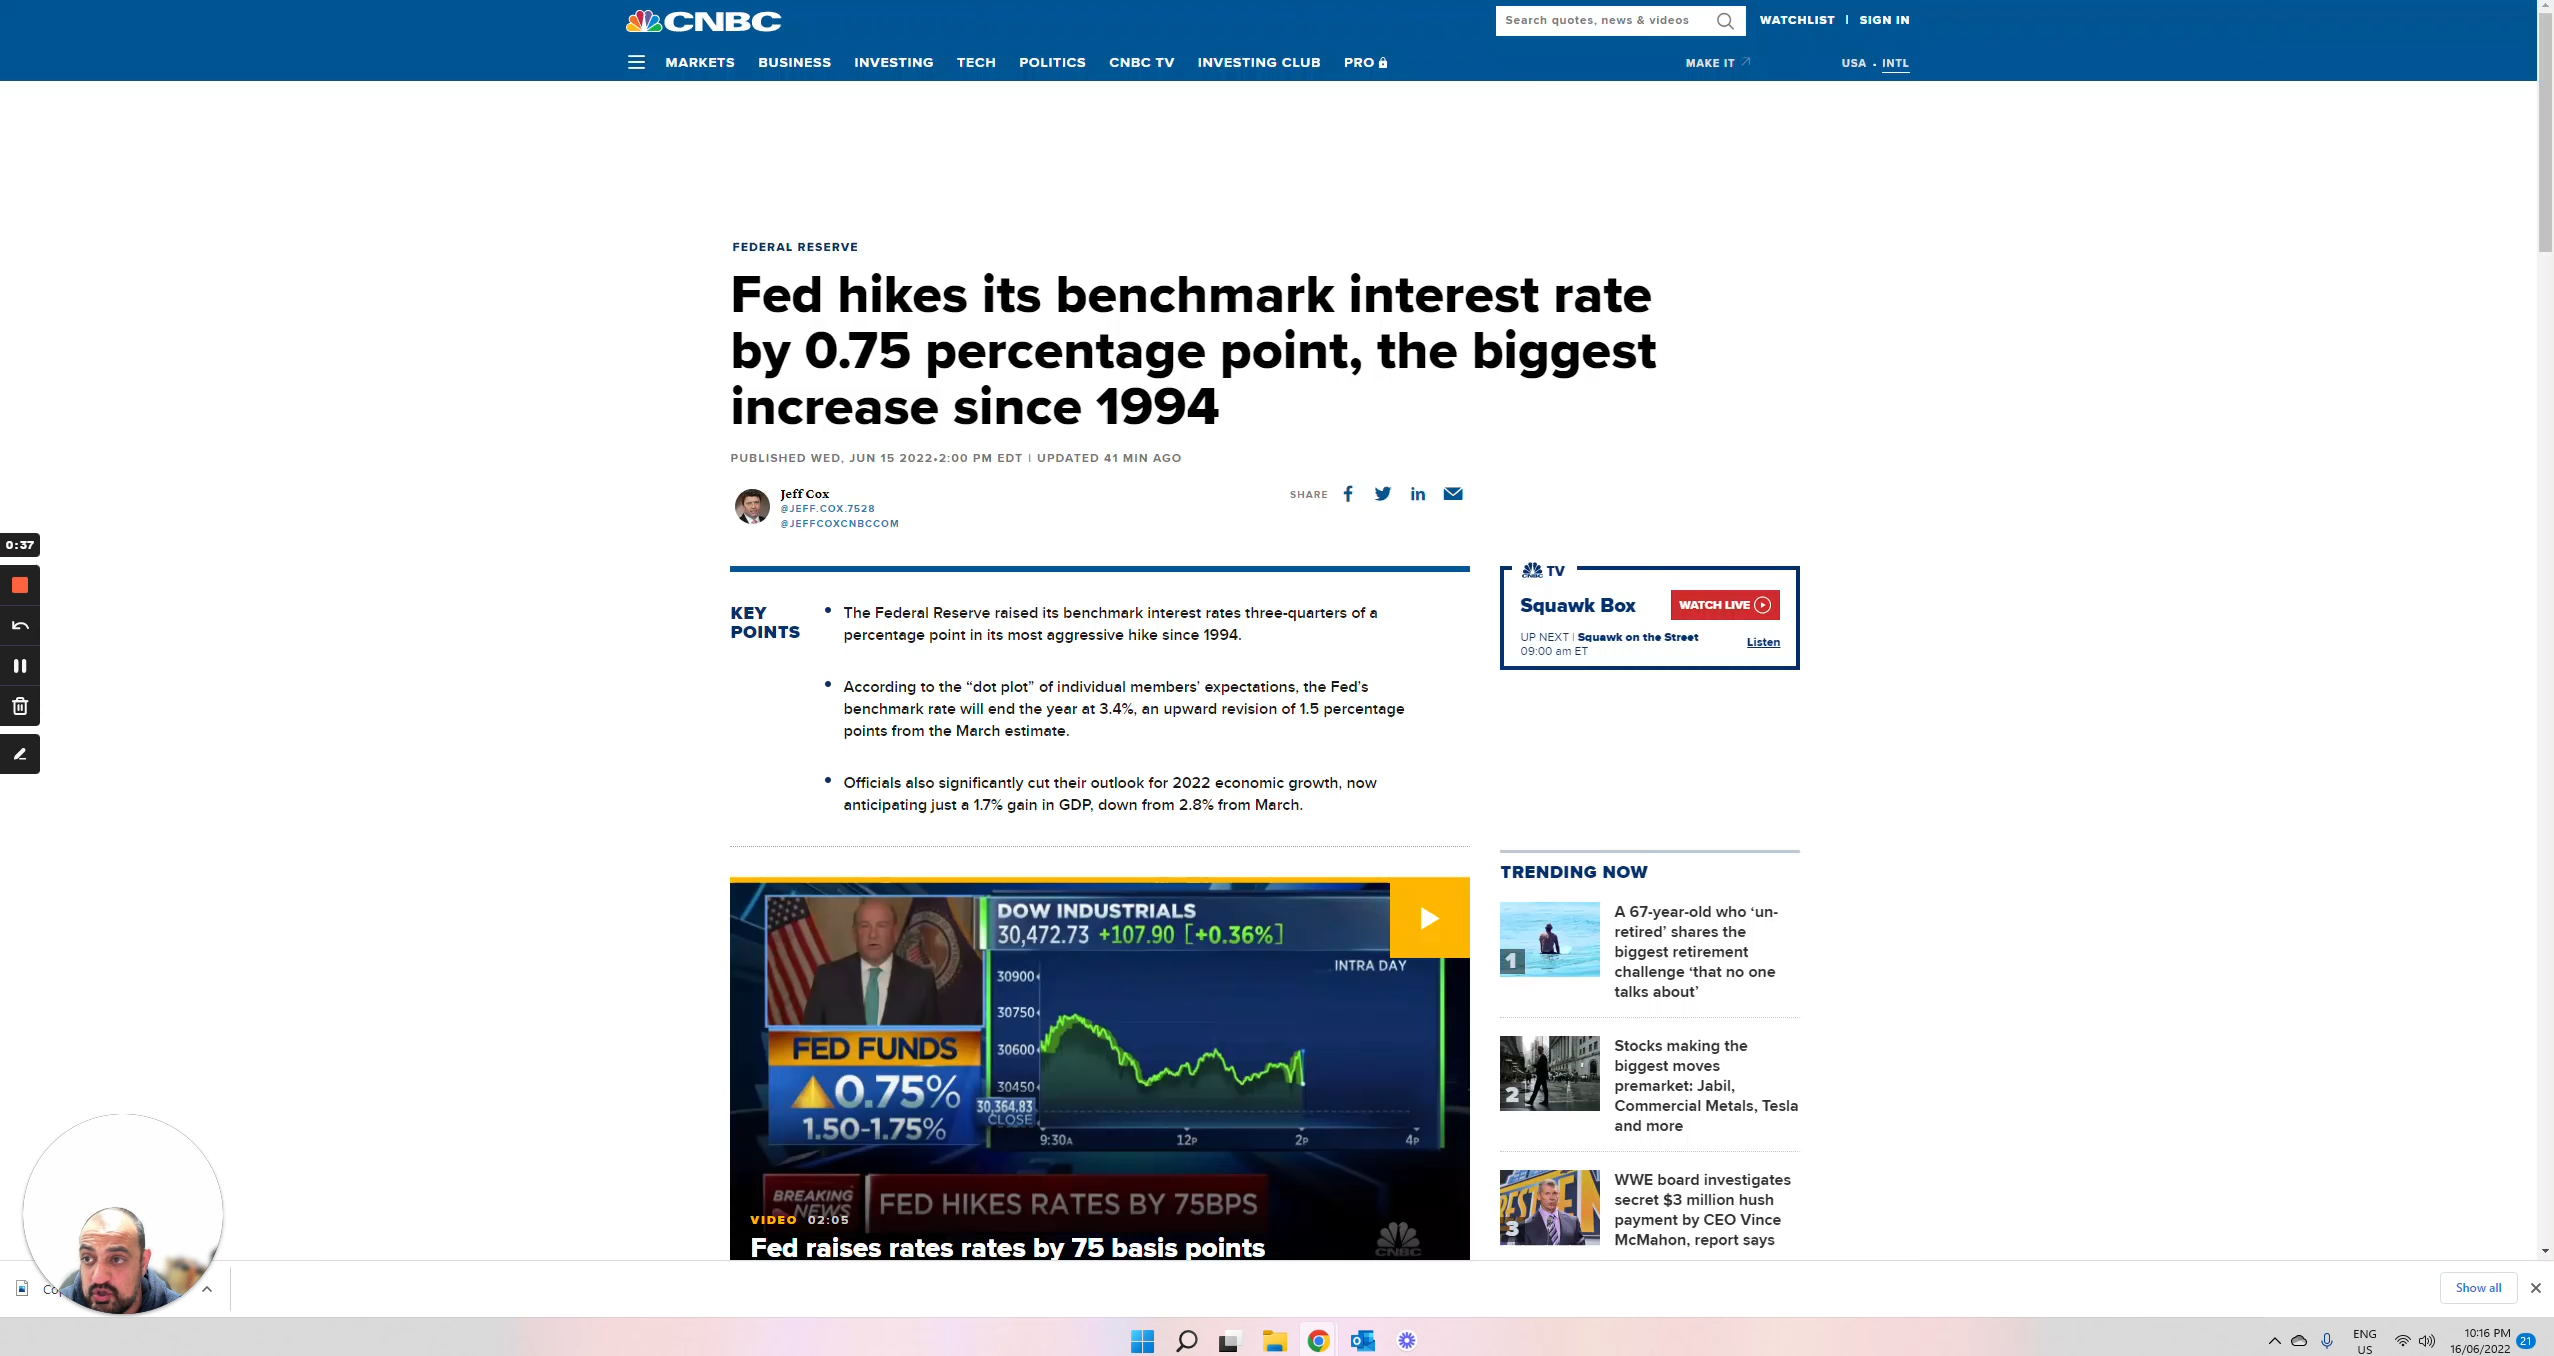 CNBC
Search quotes, news & videos
WATCHLIST | SIGN IN
MARKETS BUSINESS INVESTING TECH POLITICS CNBC TV INVESTING CLUB PRO
MAKE IT
USA • INTL
FEDERAL RESERVE
Fed hikes its benchmark interest rate
by 0.75 percentage point, the biggest
increase since 1994
PUBLISHED WED, JUN 15 2022•2:00 PM EDT | UPDATED 41 MIN AGO
Jeff Cox
@JEFF.COX.7528
@JEFFCOXCNBCCOM
SHARE
0:37
KEY
POINTS
• The Federal Reserve raised its benchmark interest rates three-quarters of a
percentage point in its most aggressive hike since 1994.
• According to the “dot plot” of individual members’ expectations, the Fed’s
benchmark rate will end the year at 3.4%, an upward revision of 1.5 percentage
points from the March estimate.
• Officials also significantly cut their outlook for 2022 economic growth, now
anticipating just a 1.7% gain in GDP, down from 2.8% from March.
CNBC TV
Squawk Box
WATCH LIVE
UP NEXT | Squawk on the Street
09:00 am ET
Listen
DOW INDUSTRIALS
30,472.73 +107.90 [+0.36%]
INTRA DAY
30900
30750
30600
30450
30,364.83
CLOSE
9:30A 12P 2P 4P
FED FUNDS
0.75%
1.50-1.75%
BREAKING
NEWS
FED HIKES RATES BY 75BPS
VIDEO 02:05
Fed raises rates rates by 75 basis points
CNBC
TRENDING NOW
1
A 67-year-old who ‘un-
retired’ shares the
biggest retirement
challenge ‘that no one
talks about’
2
Stocks making the
biggest moves
premarket: Jabil,
Commercial Metals, Tesla
and more
3
WWE board investigates
secret $3 million hush
payment by CEO Vince
McMahon, report says
Show all
ENG
US
10:16 PM
16/06/2022
21